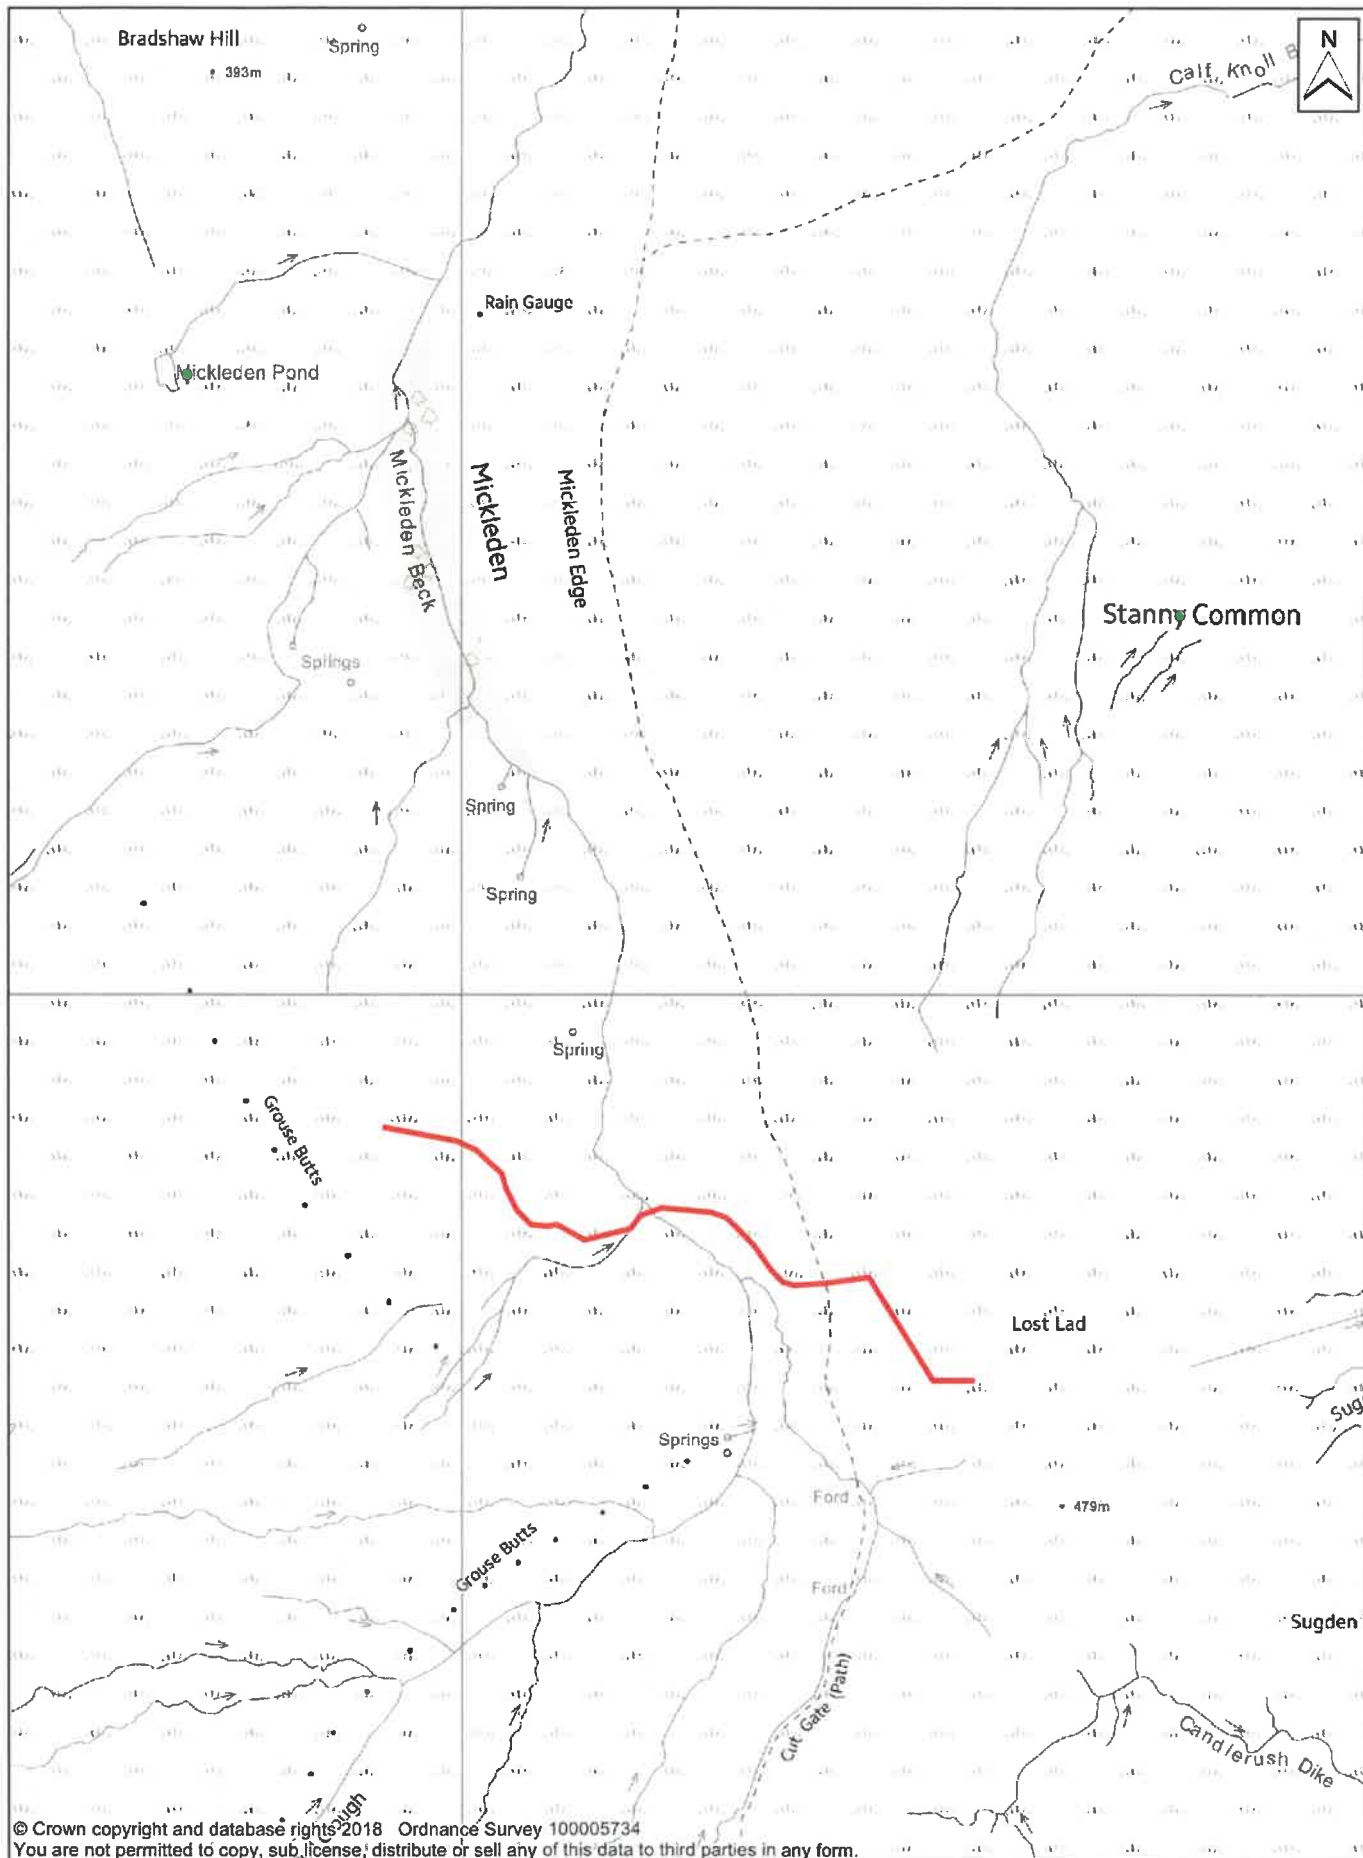 Bradshaw Hill
Spring
393m
N
Calf Knoll B
Rain Gauge
Mickleden Pond
Mickleden Beck
Mickleden
Mickleden Edge
Stanny Common
Springs
Spring
Spring
Spring
Grouse Butts
Lost Lad
Sug
Springs
Ford
479m
Grouse Butts
Ford
Sugden
Cut Gate (Path)
Candlerush Dike
Clough
© Crown copyright and database rights 2018 Ordnance Survey 100005734
You are not permitted to copy, sub license, distribute or sell any of this data to third parties in any form.